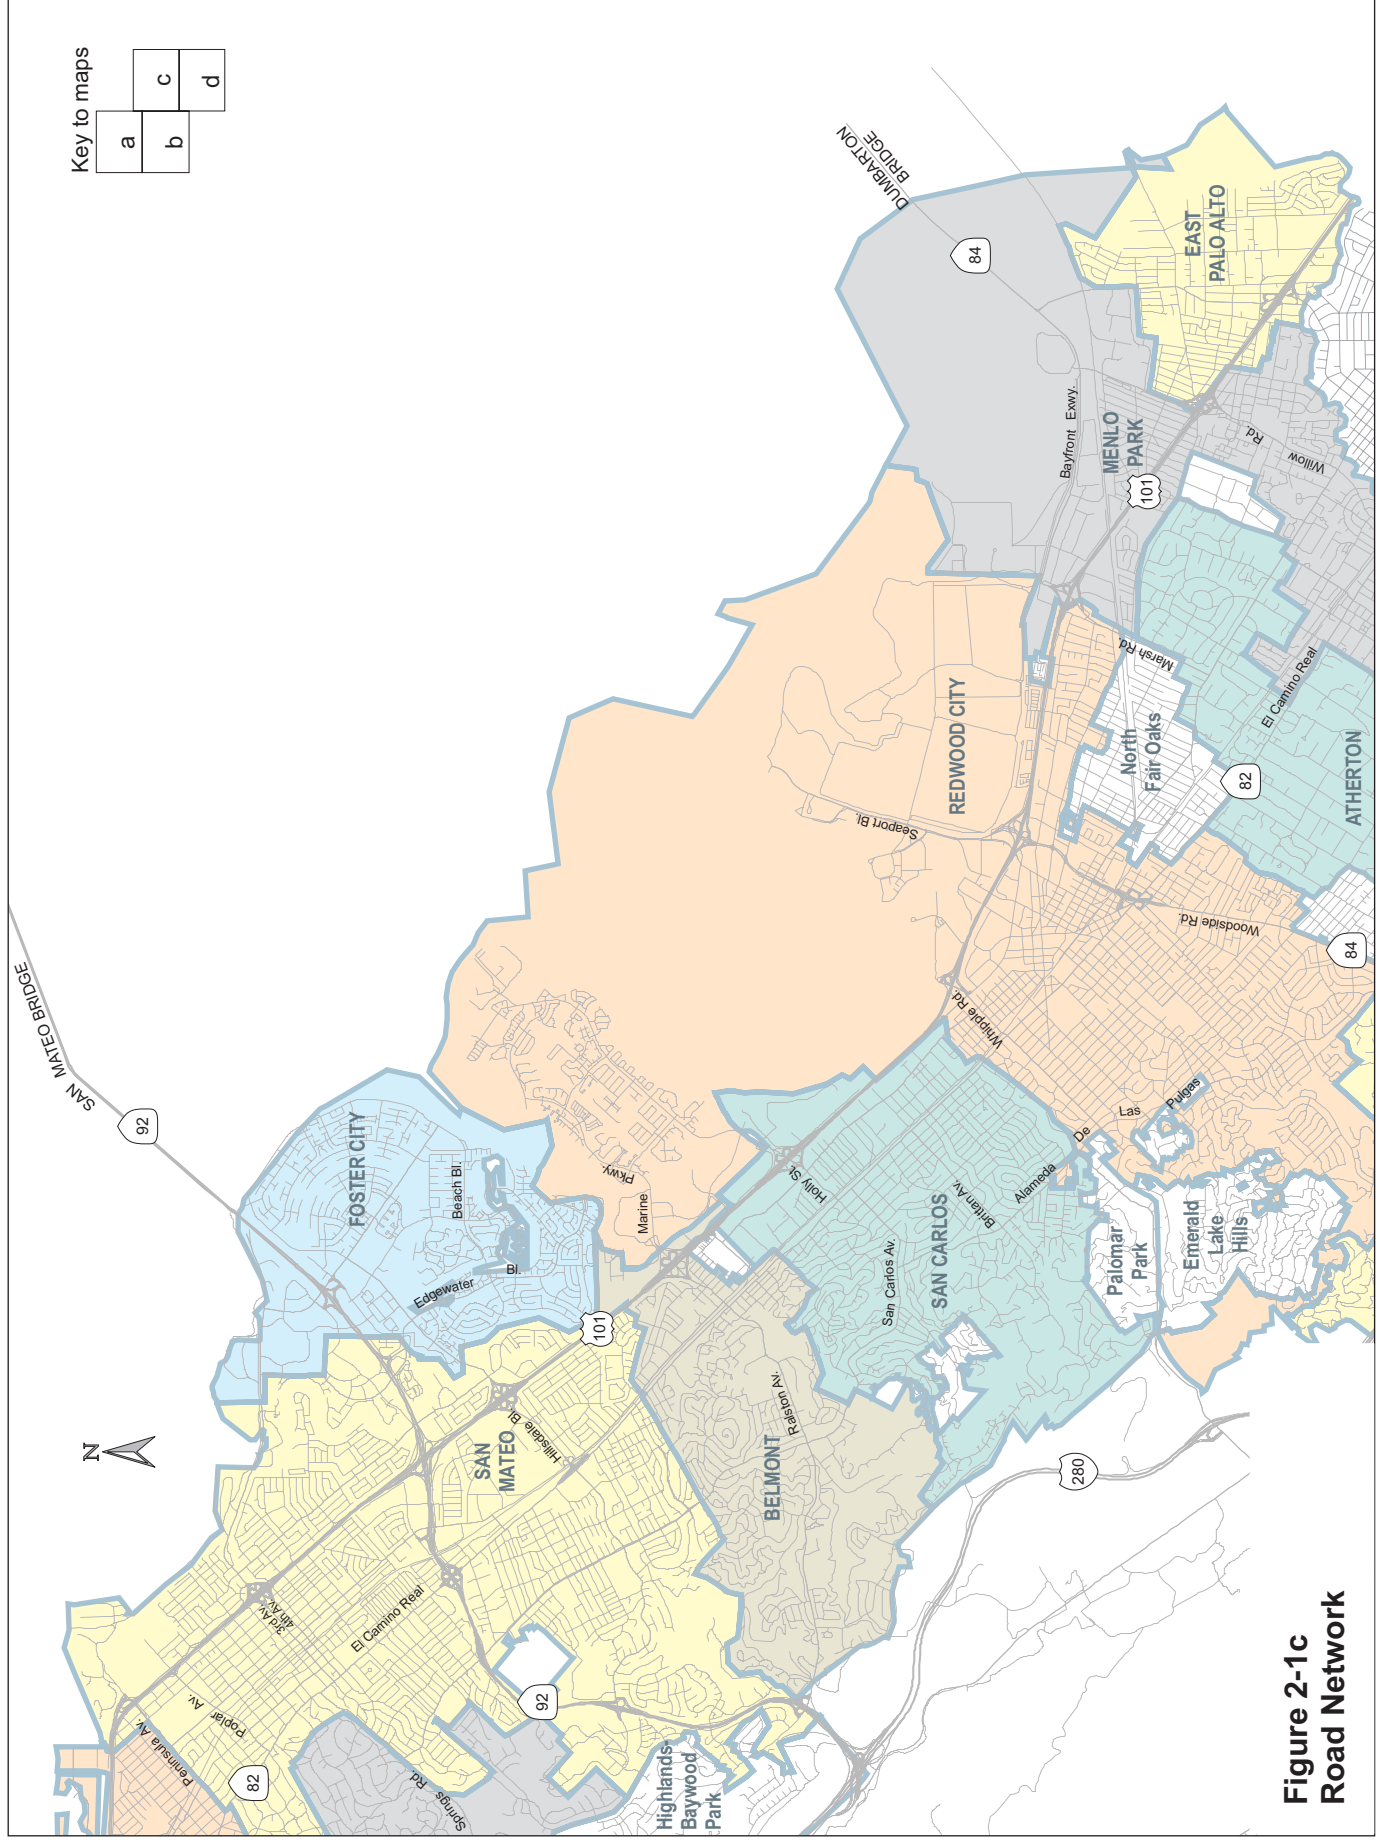 Key to maps
a
c
b
d
N
SAN MATEO BRIDGE
92
DUMBARTON
BRIDGE
84
FOSTER CITY
Beach Bl.
Edgewater
Bl.
101
SAN
MATEO
Hillsdale Bl.
3rd Av.
4th Av.
El Camino Real
Poplar Av.
Peninsula Av.
82
92
Springs Rd.
Highlands-
Baywood
Park
BELMONT
Ralston Av.
Marine
Pkwy.
Holly St.
SAN CARLOS
San Carlos Av.
Brittan Av.
Alameda
De
Las
Pulgas
280
Palomar
Park
Emerald
Lake
Hills
Whipple Rd.
REDWOOD CITY
Seaport Bl.
Woodside Rd.
84
North
Fair Oaks
Marsh Rd.
82
El Camino Real
ATHERTON
Bayfront Exwy.
MENLO
PARK
101
Willow
Rd.
EAST
PALO ALTO
Figure 2-1c
Road Network